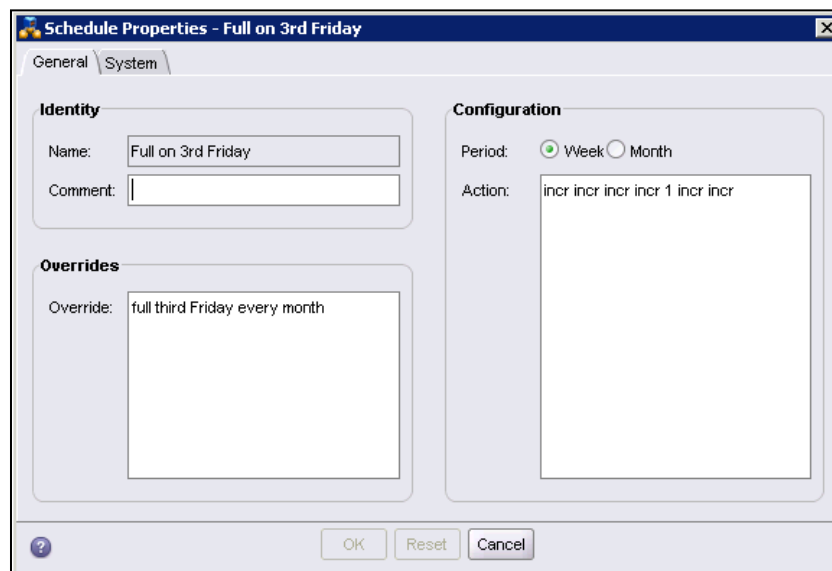 Schedule Properties - Full on 3rd Friday
General System
Identity
Name: Full on 3rd Friday
Comment:
Overrides
Override: full third Friday every month
Configuration
Period: Week Month
Action: incr incr incr incr 1 incr incr
? OK Reset Cancel